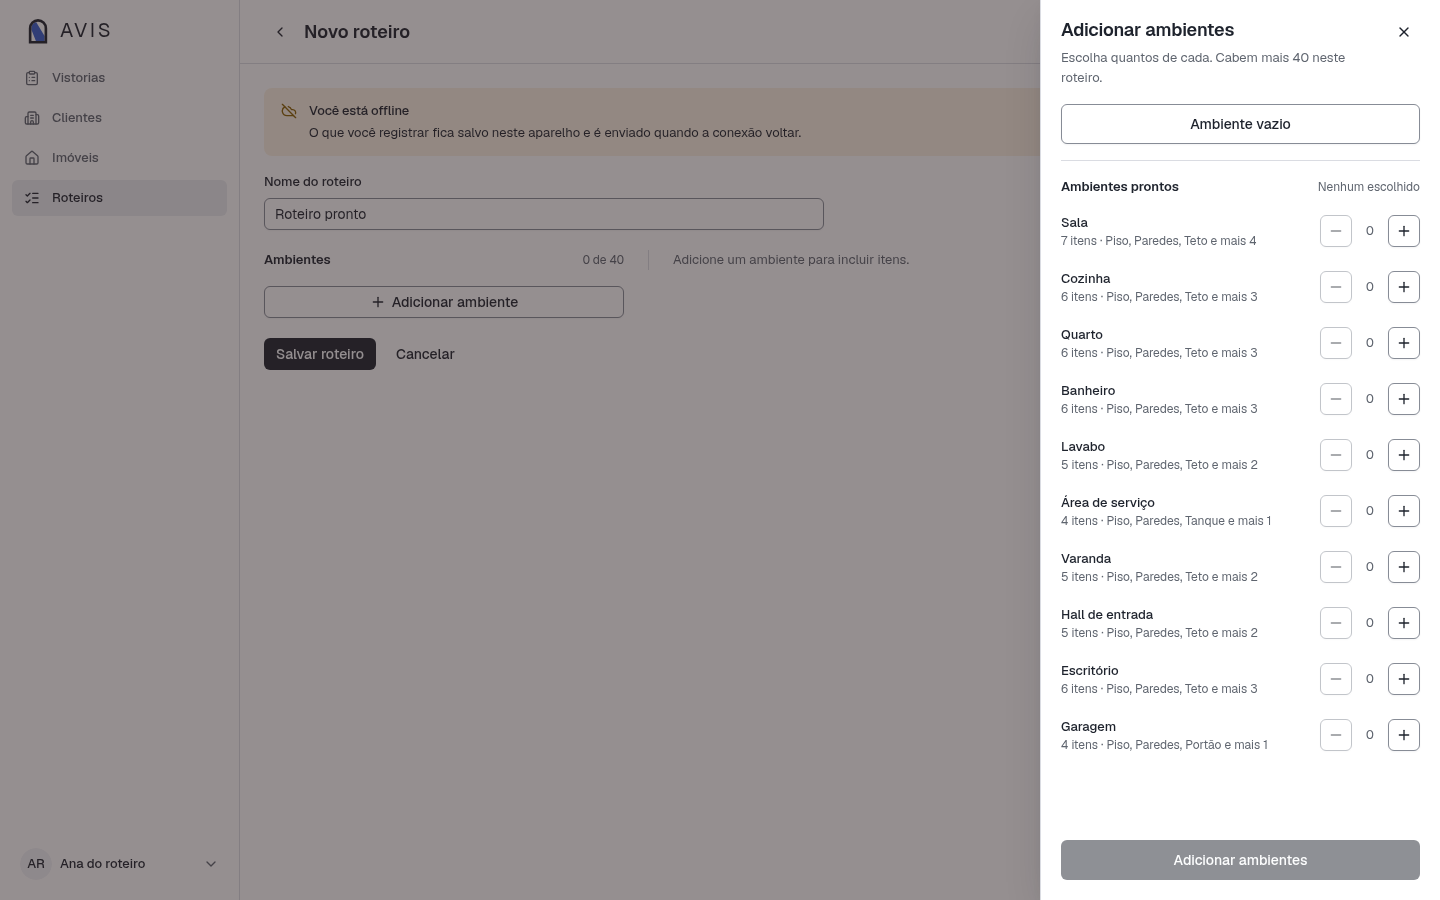 AVIS
Vistorias
Clientes
Imóveis
Roteiros
AR
Ana do roteiro
Novo roteiro
Você está offline
O que você registrar fica salvo neste aparelho e é enviado quando a conexão voltar.
Nome do roteiro
Roteiro pronto
Ambientes
0 de 40
Adicione um ambiente para incluir itens.
Adicionar ambiente
Salvar roteiro
Cancelar
Adicionar ambientes
Escolha quantos de cada. Cabem mais 40 neste
roteiro.
Ambiente vazio
Ambientes prontos
Nenhum escolhido
Sala
7 itens · Piso, Paredes, Teto e mais 4
0
Cozinha
6 itens · Piso, Paredes, Teto e mais 3
0
Quarto
6 itens · Piso, Paredes, Teto e mais 3
0
Banheiro
6 itens · Piso, Paredes, Teto e mais 3
0
Lavabo
5 itens · Piso, Paredes, Teto e mais 2
0
Área de serviço
4 itens · Piso, Paredes, Tanque e mais 1
0
Varanda
5 itens · Piso, Paredes, Teto e mais 2
0
Hall de entrada
5 itens · Piso, Paredes, Teto e mais 2
0
Escritório
6 itens · Piso, Paredes, Teto e mais 3
0
Garagem
4 itens · Piso, Paredes, Portão e mais 1
0
Adicionar ambientes